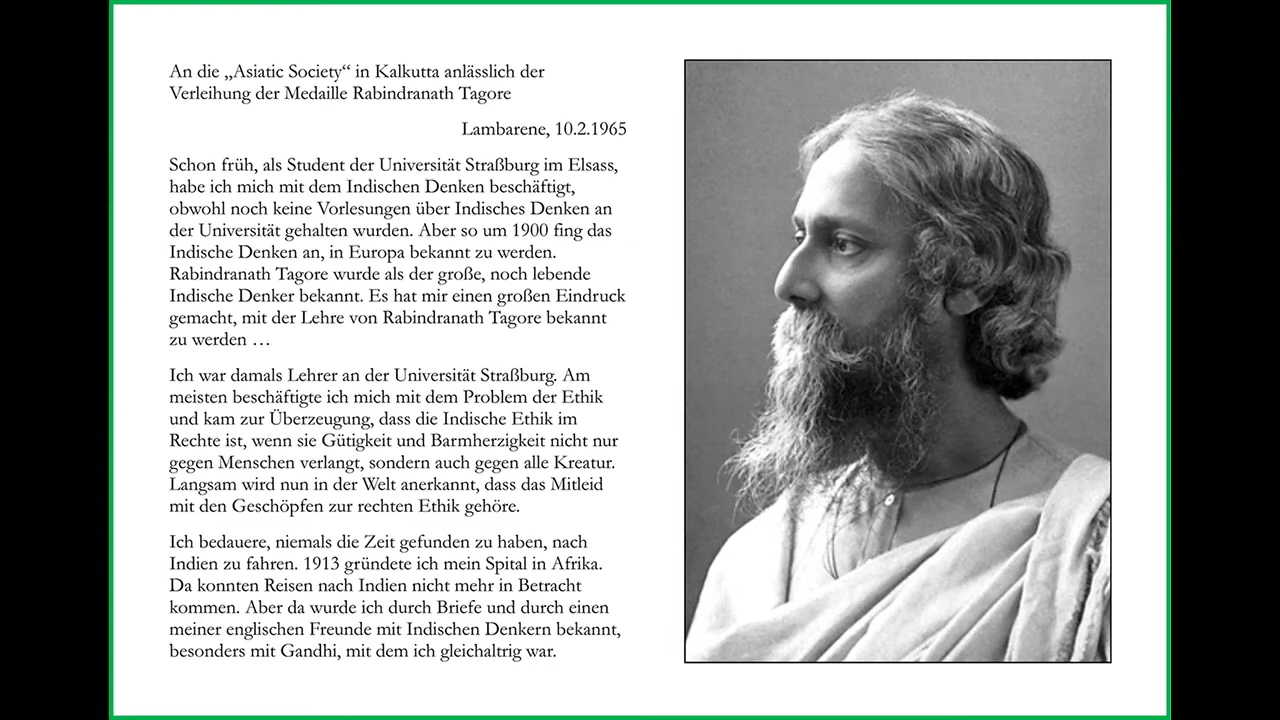 An die „Asiatic Society“ in Kalkutta anlässlich der
Verleihung der Medaille Rabindranath Tagore
Lambarene, 10.2.1965
Schon früh, als Student der Universität Straßburg im Elsass,
habe ich mich mit dem Indischen Denken beschäftigt,
obwohl noch keine Vorlesungen über Indisches Denken an
der Universität gehalten wurden. Aber so um 1900 fing das
Indische Denken an, in Europa bekannt zu werden.
Rabindranath Tagore wurde als der große, noch lebende
Indische Denker bekannt. Es hat mir einen großen Eindruck
gemacht, mit der Lehre von Rabindranath Tagore bekannt
zu werden …
Ich war damals Lehrer an der Universität Straßburg. Am
meisten beschäftigte ich mich mit dem Problem der Ethik
und kam zur Überzeugung, dass die Indische Ethik im
Rechte ist, wenn sie Gütigkeit und Barmherzigkeit nicht nur
gegen Menschen verlangt, sondern auch gegen alle Kreatur.
Langsam wird nun in der Welt anerkannt, dass das Mitleid
mit den Geschöpfen zur rechten Ethik gehöre.
Ich bedauere, niemals die Zeit gefunden zu haben, nach
Indien zu fahren. 1913 gründete ich mein Spital in Afrika.
Da konnten Reisen nach Indien nicht mehr in Betracht
kommen. Aber da wurde ich durch Briefe und durch einen
meiner englischen Freunde mit Indischen Denkern bekannt,
besonders mit Gandhi, mit dem ich gleichaltrig war.